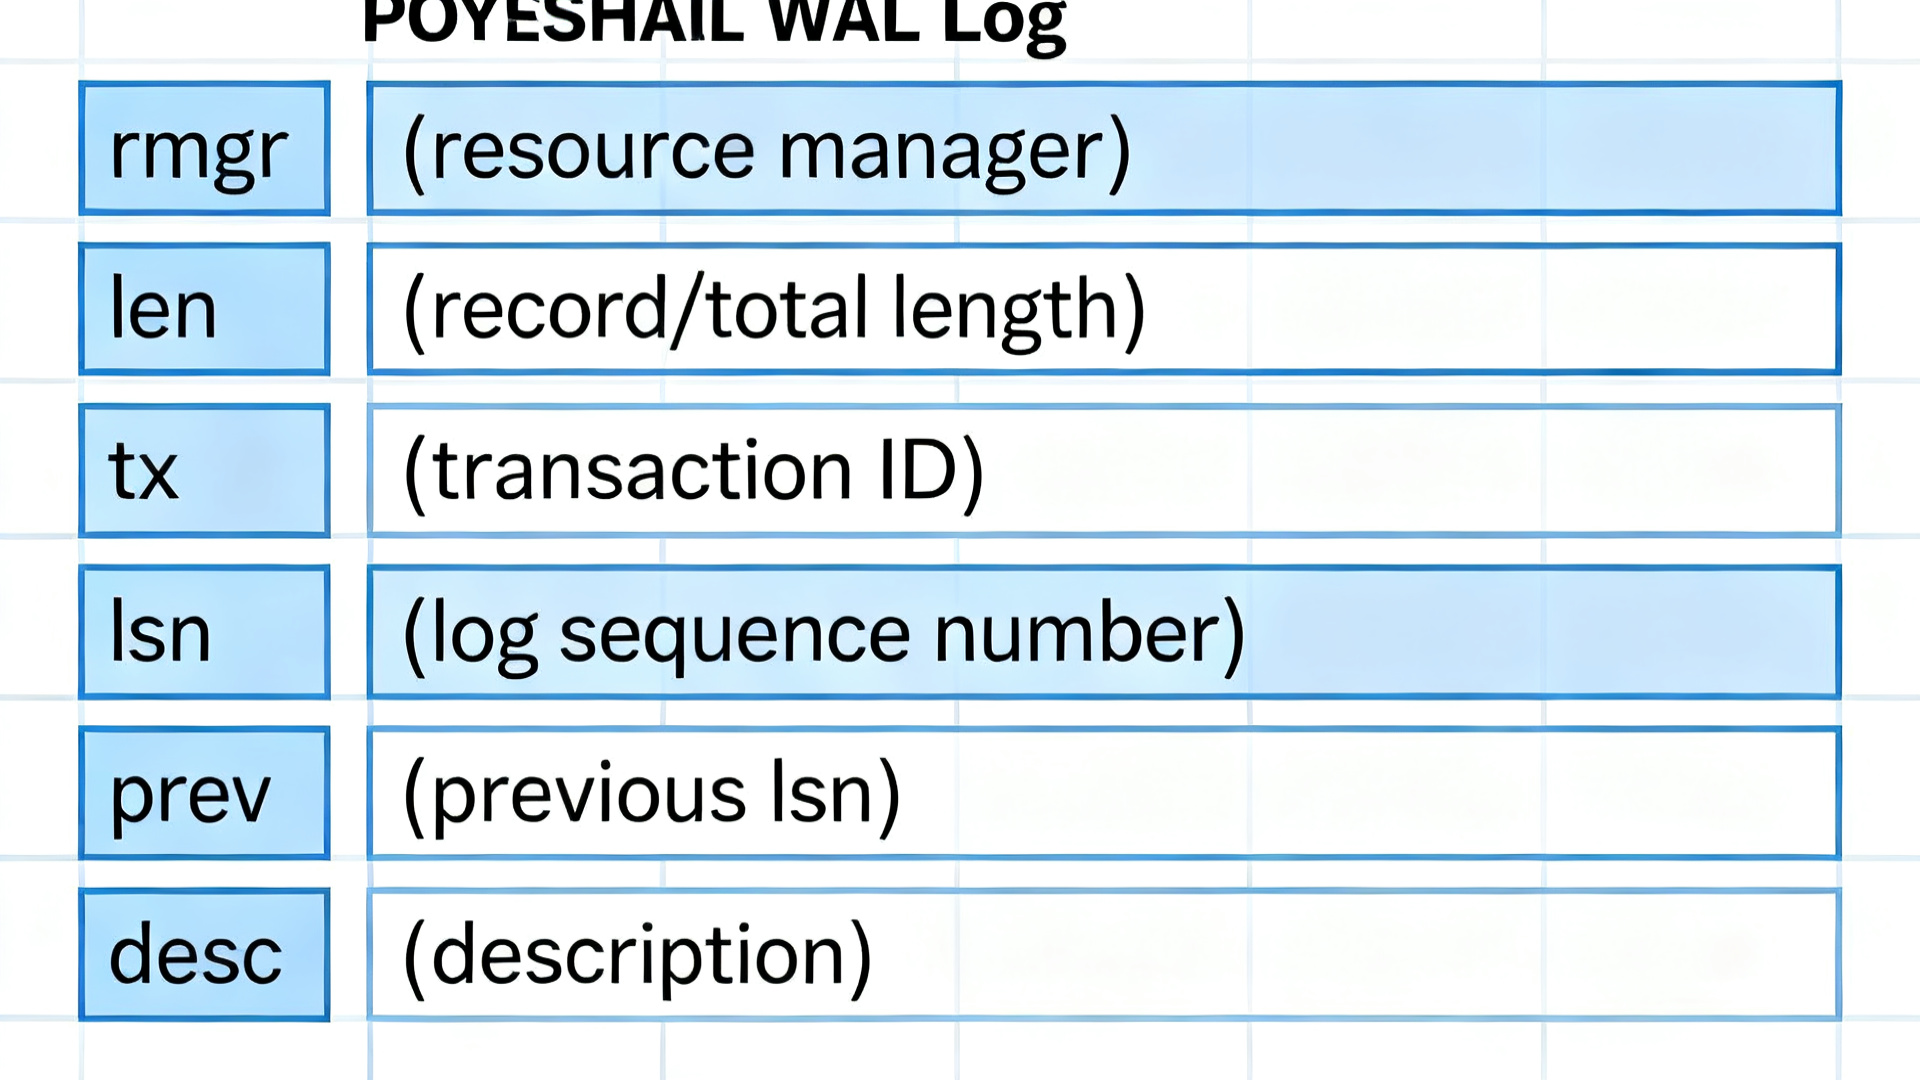 POYESHAIL WAL Log
rmgr (resource manager)
len (record/total length)
tx (transaction ID)
lsn (log sequence number)
prev (previous lsn)
desc (description)